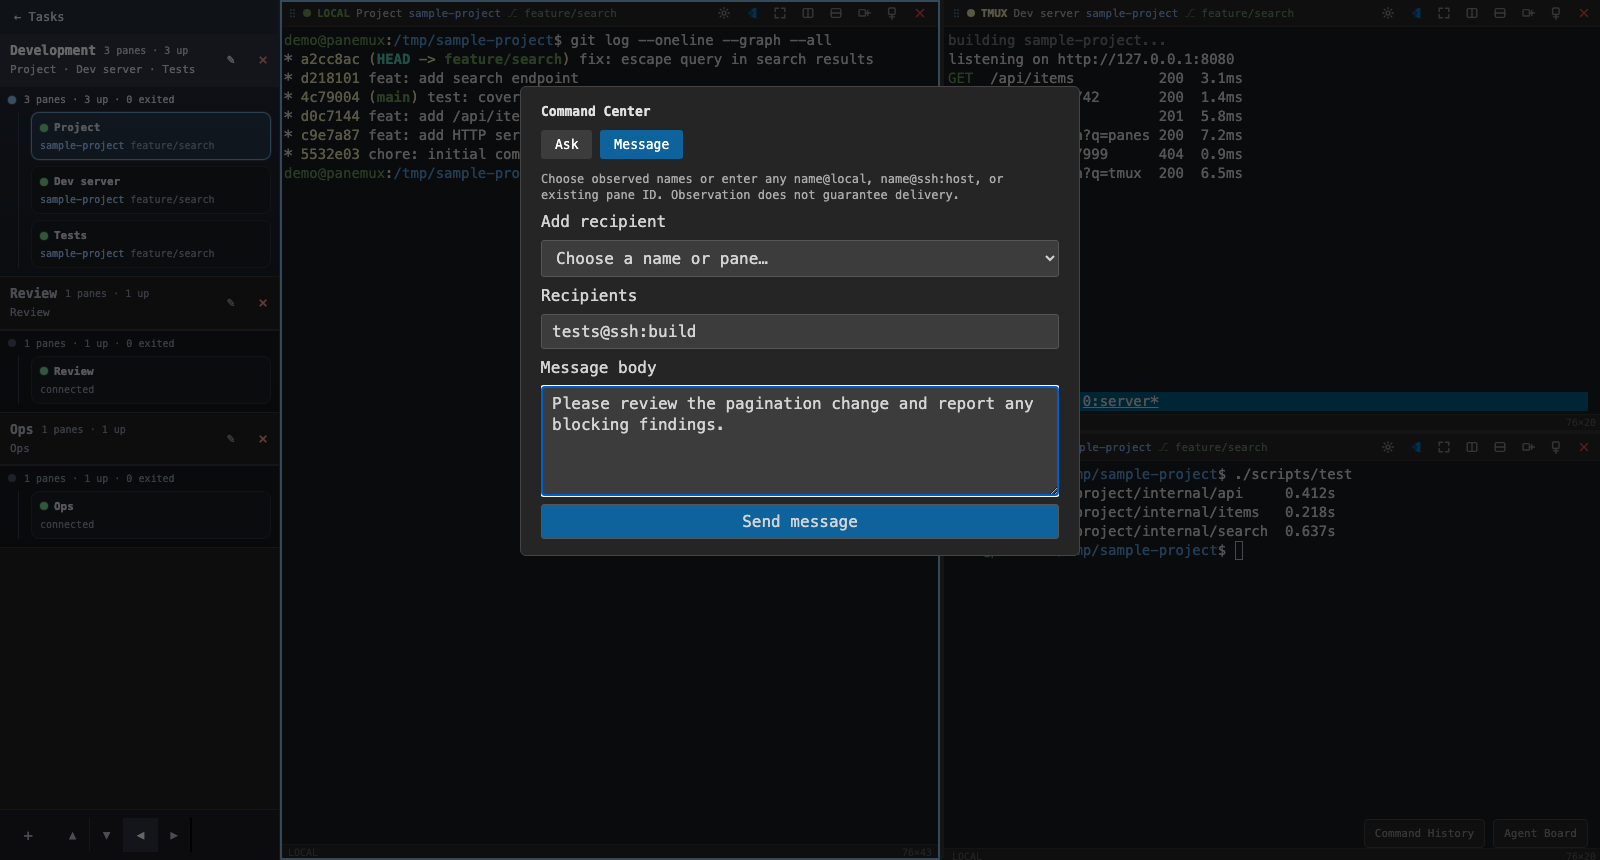 ← Tasks
Development 3 panes · 3 up
Project · Dev server · Tests
3 panes · 3 up · 0 exited
Project
sample-project feature/search
Dev server
sample-project feature/search
Tests
sample-project feature/search
Review 1 panes · 1 up
Review
1 panes · 1 up · 0 exited
Review
connected
Ops 1 panes · 1 up
Ops
1 panes · 1 up · 0 exited
Ops
connected
LOCAL Project sample-project feature/search
demo@panemux:/tmp/sample-project$ git log --oneline --graph --all
* a2cc8ac (HEAD -> feature/search) fix: escape query in search results
* d218101 feat: add search endpoint
* 4c79004 (main) test: cover
* d0c7144 feat: add /api/ite
* c9e7a87 feat: add HTTP ser
* 5532e03 chore: initial com
demo@panemux:/tmp/sample-pro
LOCAL 76×43
TMUX Dev server sample-project feature/search
building sample-project...
listening on http://127.0.0.1:8080
GET /api/items 200 3.1ms
/42 200 1.4ms
201 5.8ms
?q=panes 200 7.2ms
/999 404 0.9ms
?q=tmux 200 6.5ms
0:server*
76×20
ple-project feature/search
mp/sample-project$ ./scripts/test
project/internal/api 0.412s
project/internal/items 0.218s
project/internal/search 0.637s
mp/sample-project$
Command History
Agent Board
LOCAL 76×20
Command Center
Ask
Message
Choose observed names or enter any name@local, name@ssh:host, or
existing pane ID. Observation does not guarantee delivery.
Add recipient
Choose a name or pane…
Recipients
tests@ssh:build
Message body
Please review the pagination change and report any
blocking findings.
Send message